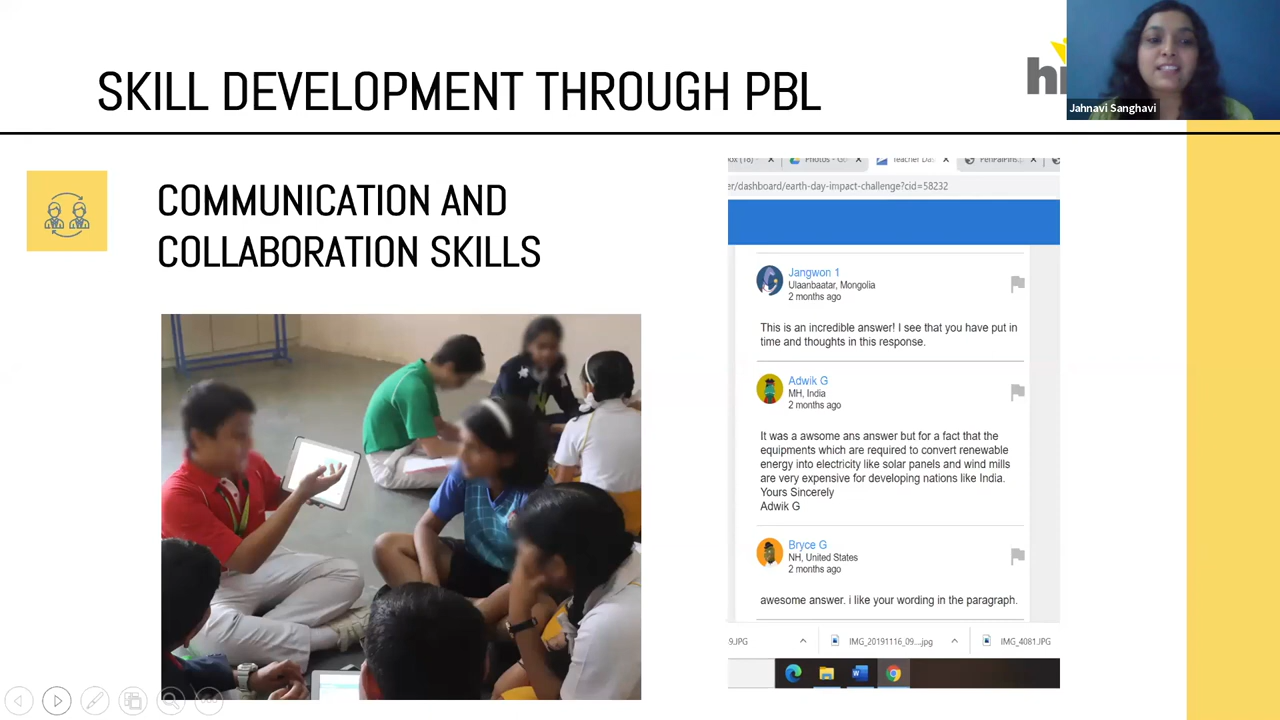 SKILL DEVELOPMENT THROUGH PBL
Jahnavi Sanghavi
COMMUNICATION AND
COLLABORATION SKILLS
er/dashboard/earth-day-impact-challenge?cid=58232
Jangwon 1
Ulaanbaatar, Mongolia
2 months ago
This is an incredible answer! I see that you have put in
time and thoughts in this response.
Adwik G
MH, India
2 months ago
It was a awsome ans answer but for a fact that the
equipments which are required to convert renewable
energy into electricity like solar panels and wind mills
are very expensive for developing nations like India.
Yours Sincerely
Adwik G
Bryce G
NH, United States
2 months ago
awesome answer. i like your wording in the paragraph.
9.JPG
IMG_20191116_09....jpg
IMG_4081.JPG